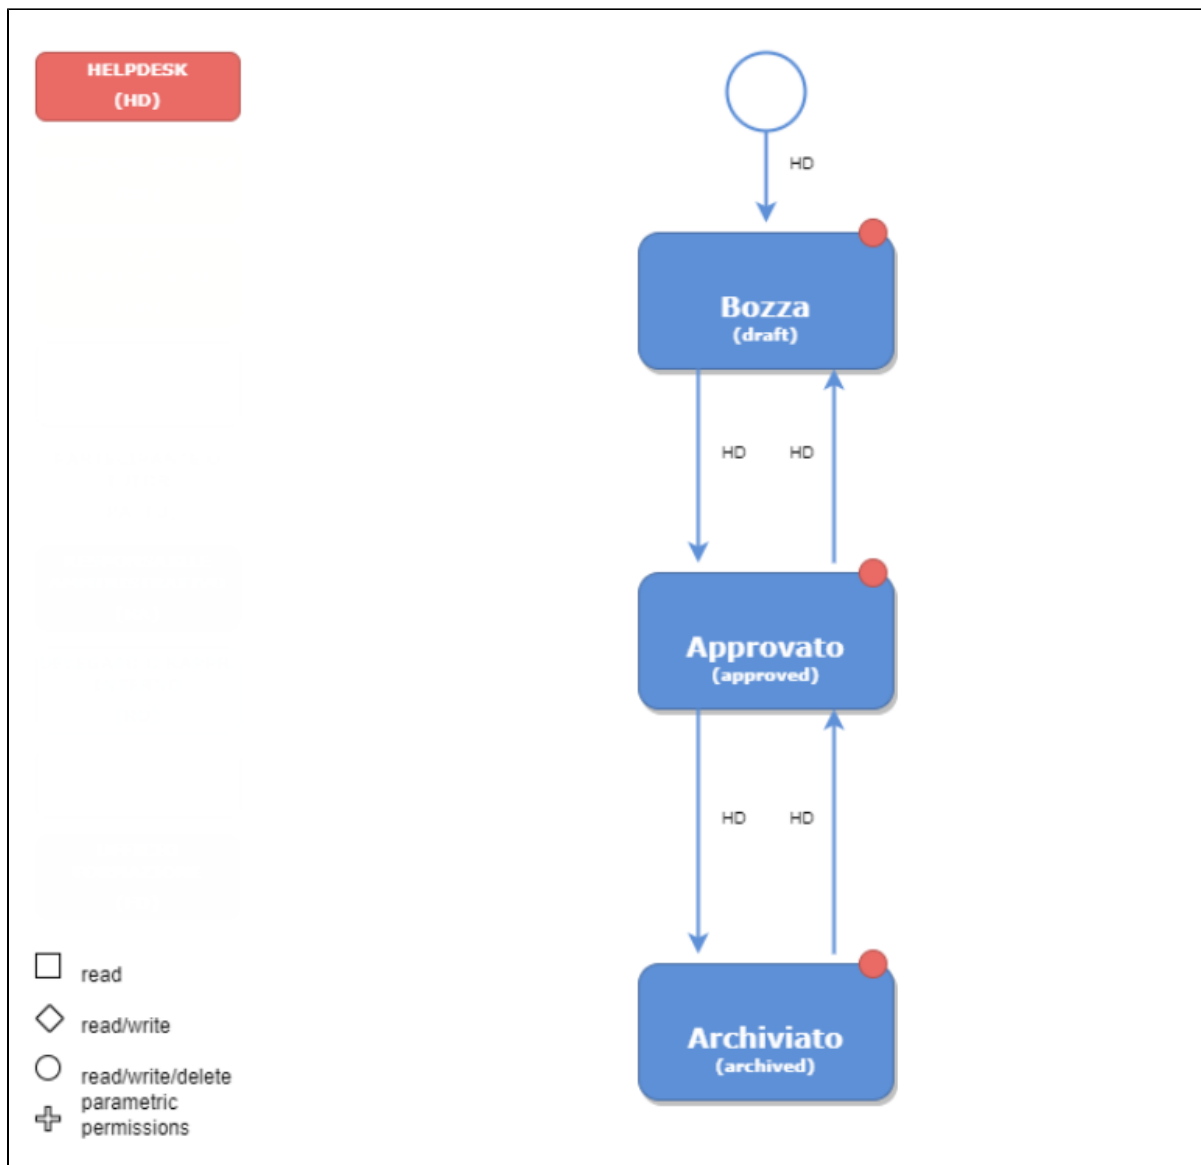 HELPDESK
(HD)
HD
Bozza
(draft)
HD HD
Approvato
(approved)
HD HD
Archiviato
(archived)
read
read/write
read/write/delete
parametric
permissions